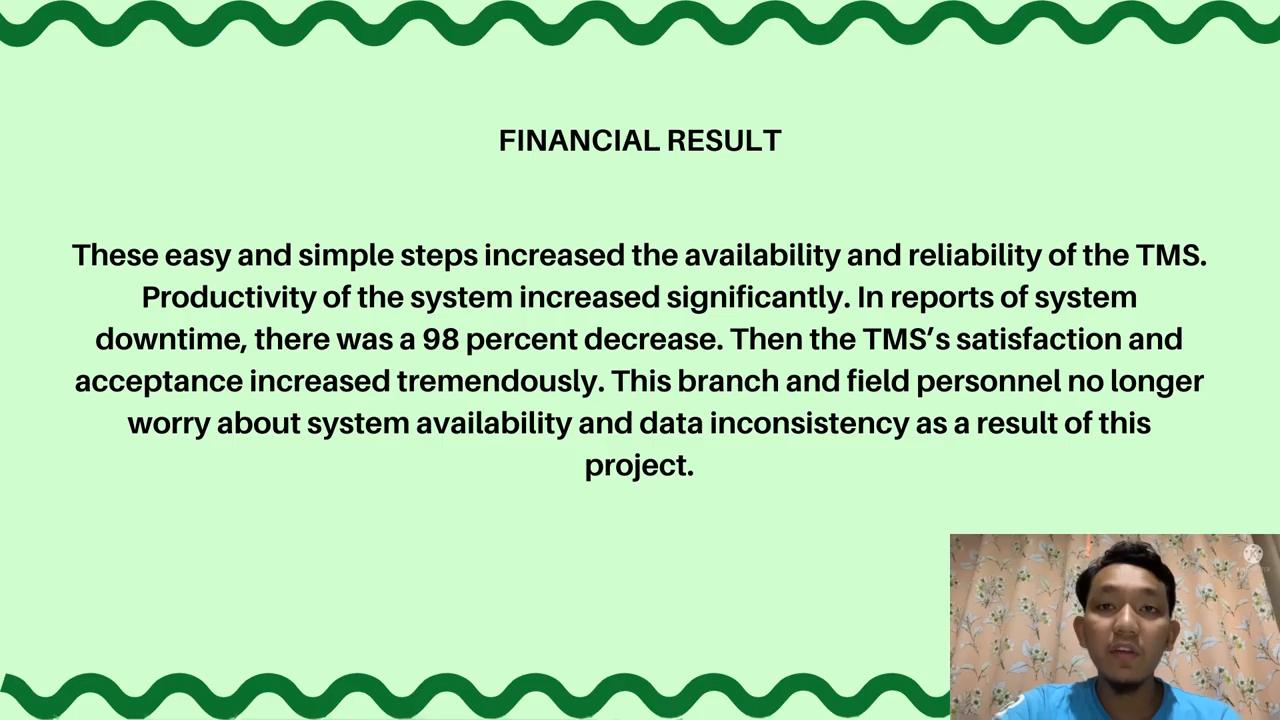 FINANCIAL RESULT
These easy and simple steps increased the availability and reliability of the TMS.
Productivity of the system increased significantly. In reports of system
downtime, there was a 98 percent decrease. Then the TMS’s satisfaction and
acceptance increased tremendously. This branch and field personnel no longer
worry about system availability and data inconsistency as a result of this
project.